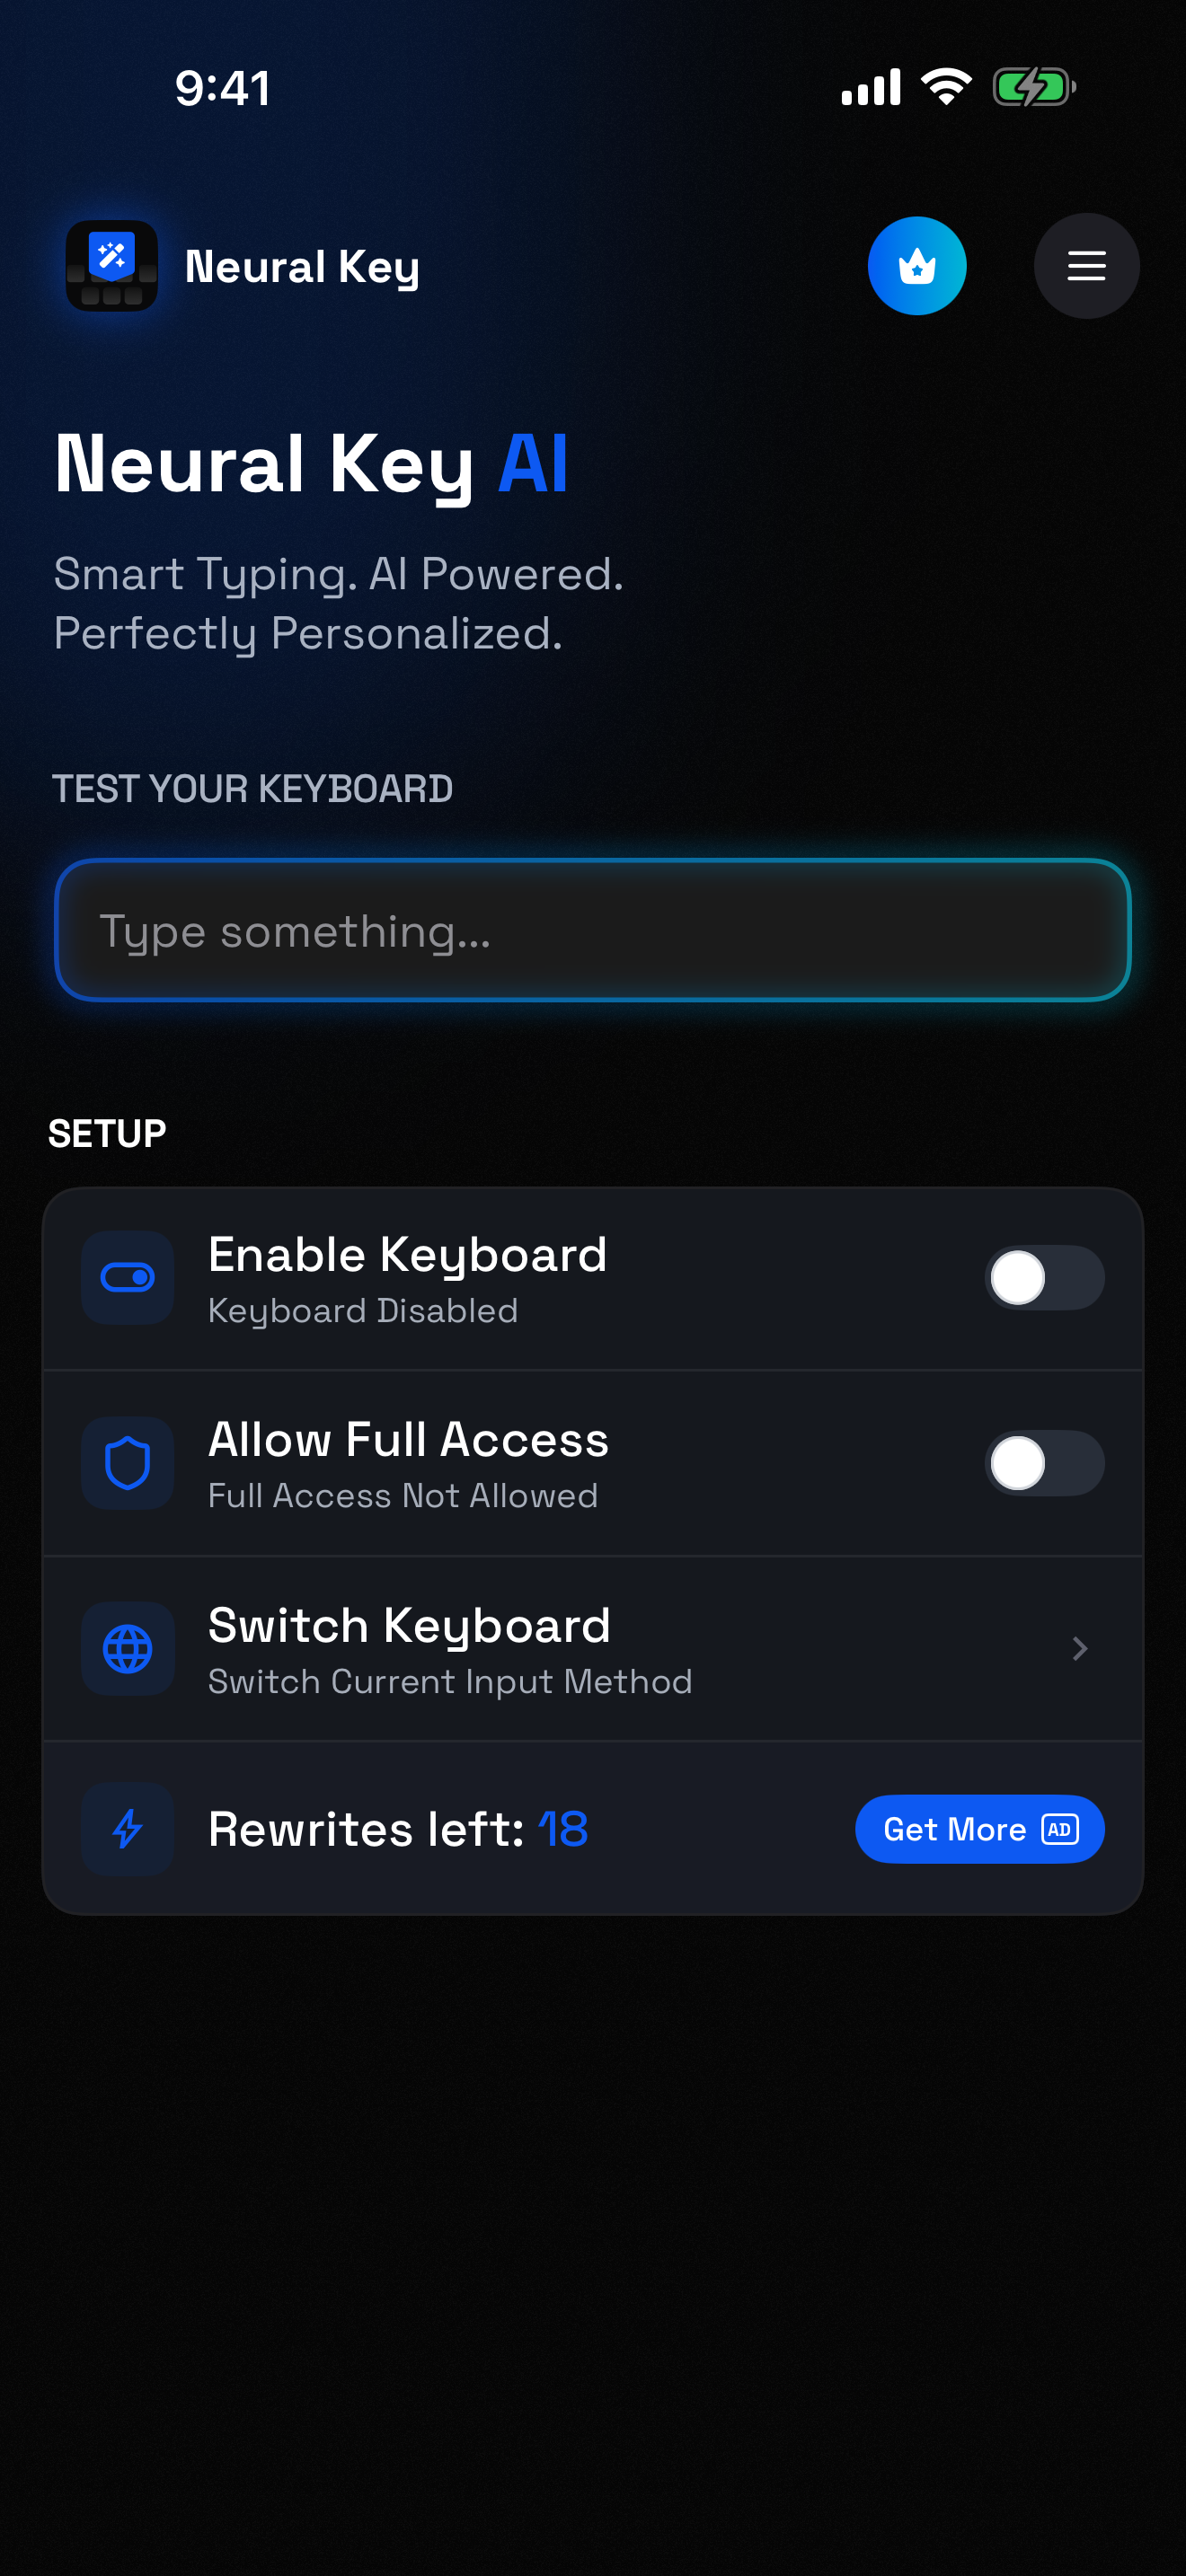 9:41
Neural Key
Neural Key AI
Smart Typing. AI Powered.
Perfectly Personalized.
TEST YOUR KEYBOARD
Type something...
SETUP
Enable Keyboard
Keyboard Disabled
Allow Full Access
Full Access Not Allowed
Switch Keyboard
Switch Current Input Method
Rewrites left: 18
Get More AD